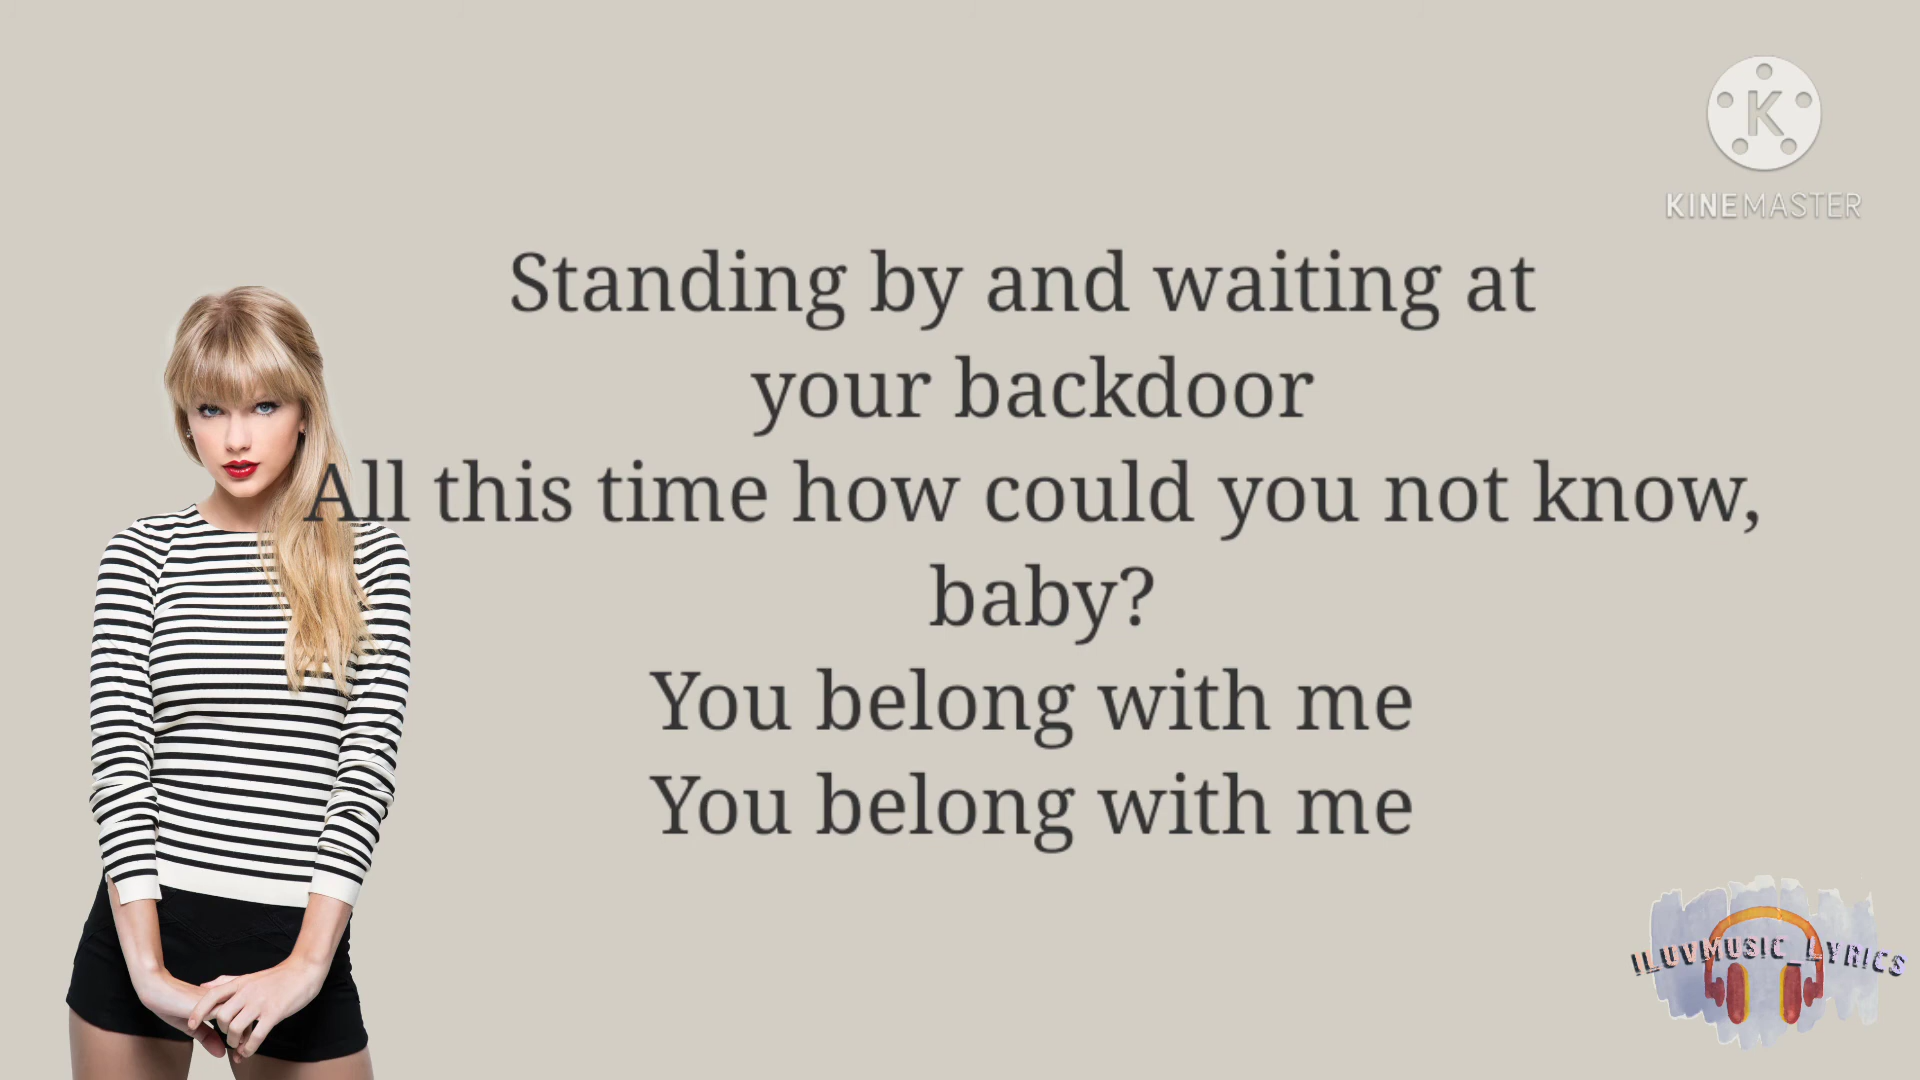 K
KINEMASTER
Standing by and waiting at
your backdoor
All this time how could you not know,
baby?
You belong with me
You belong with me
ILUVMUSIC_LYRICS